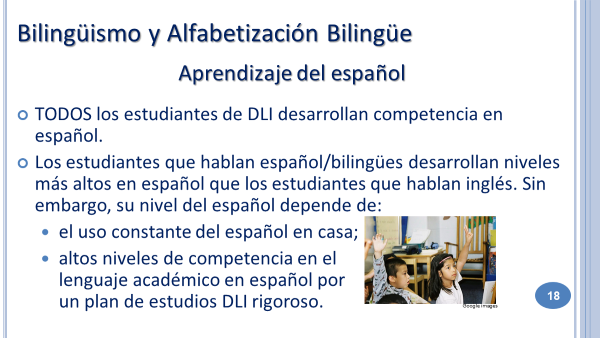 Bilingüismo y Alfabetización Bilingüe
Aprendizaje del español
TODOS los estudiantes de DLI desarrollan competencia en
español.
Los estudiantes que hablan español/bilingües desarrollan niveles
más altos en español que los estudiantes que hablan inglés. Sin
embargo, su nivel del español depende de:
el uso constante del español en casa;
altos niveles de competencia en el
lenguaje académico en español por
un plan de estudios DLI rigoroso.
Google images
18